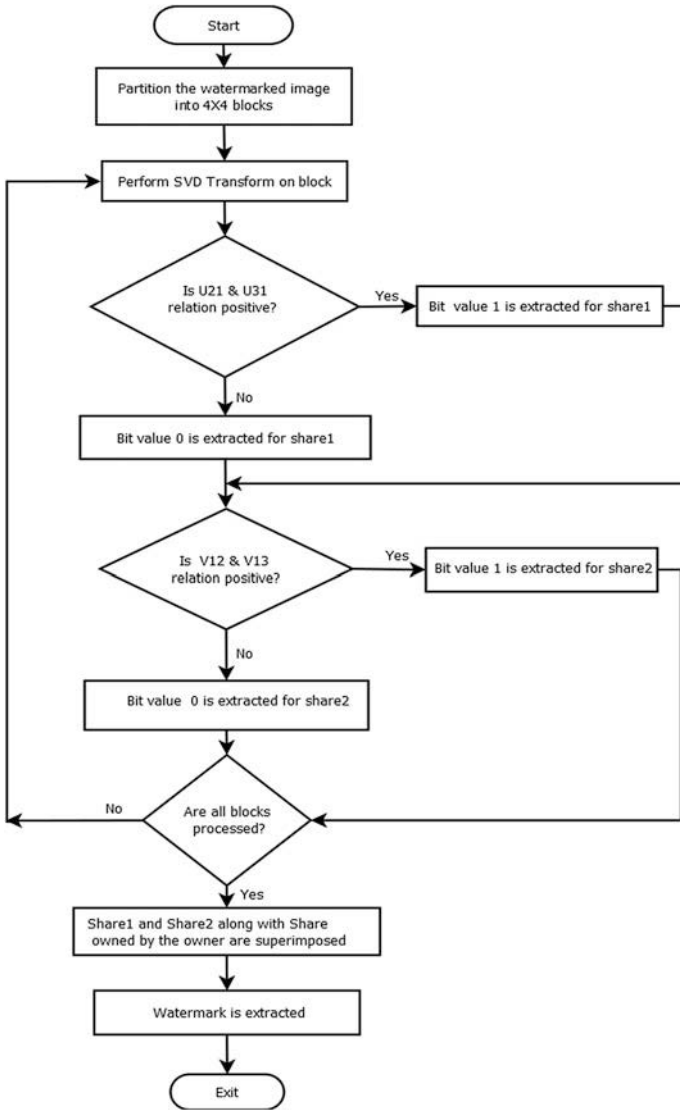 Start
Partition the watermarked image
into 4X4 blocks
Perform SVD Transform on block
Is U21 & U31
relation positive?
Yes
Bit value 1 is extracted for share1
No
Bit value 0 is extracted for share1
Is V12 & V13
relation positive?
Yes
Bit value 1 is extracted for share2
No
Bit value 0 is extracted for share2
Are all blocks
processed?
No
Yes
Share1 and Share2 along with Share
owned by the owner are superimposed
Watermark is extracted
Exit